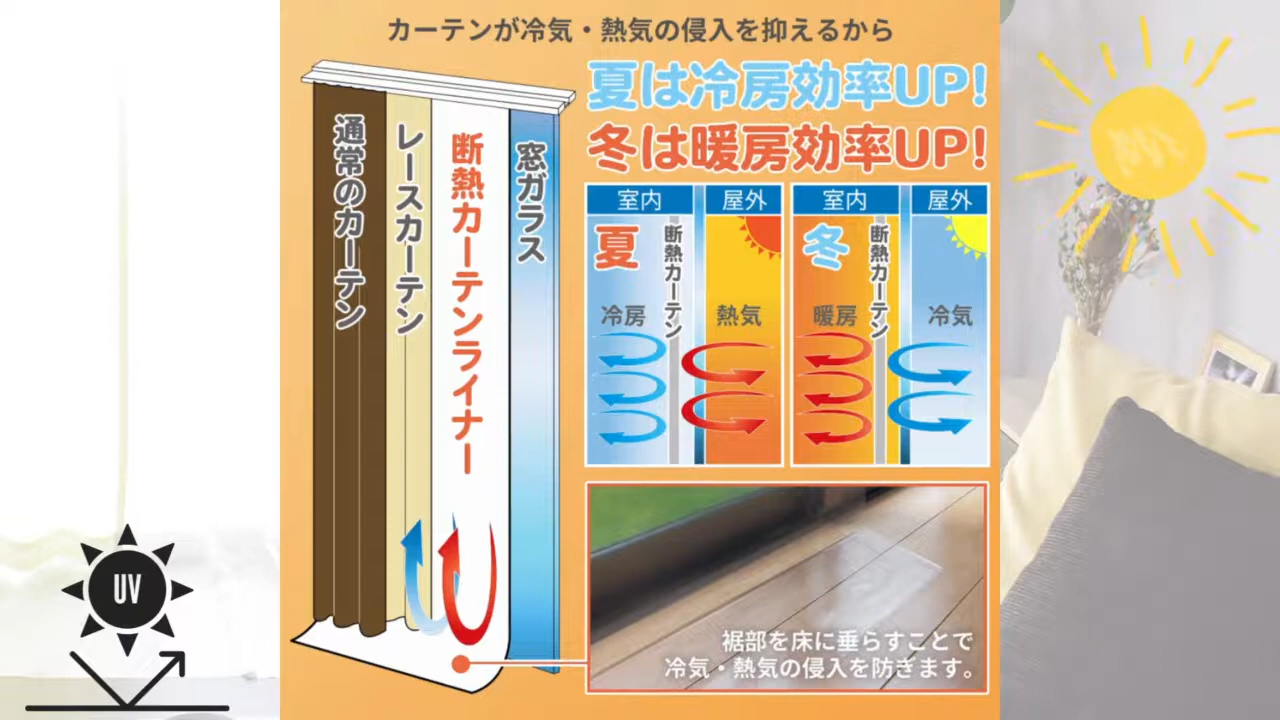 カーテンが冷気・熱気の侵入を抑えるから
夏は冷房効率UP!
冬は暖房効率UP!
通常のカーテン
レースカーテン
断熱カーテンライナー
窓ガラス
室内
屋外
夏
断熱カーテン
冷房
熱気
室内
屋外
冬
断熱カーテン
暖房
冷気
裾部を床に垂らすことで
冷気・熱気の侵入を防ぎます。
UV